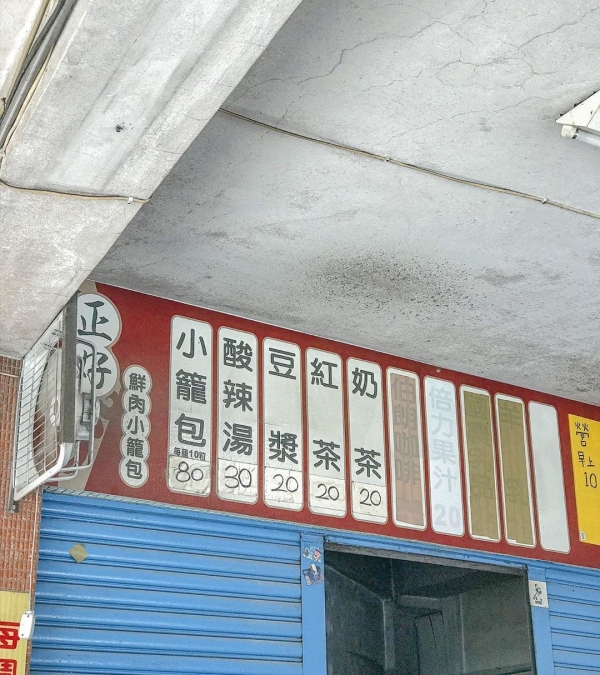 正好
鮮肉小籠包
小籠包
每籠10粒
80
酸辣湯
30
豆漿
20
紅茶
20
奶茶
20
伯朗咖啡
倍力果汁
20
營
早上
10